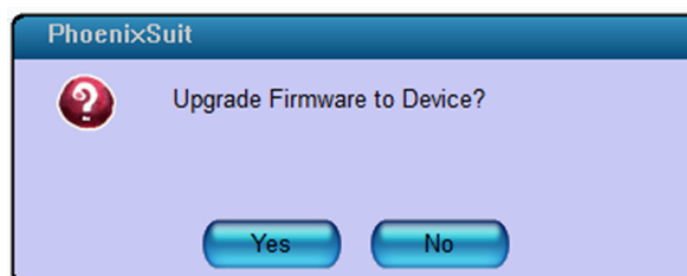 PhoenixSuit
Upgrade Firmware to Device?
Yes
No